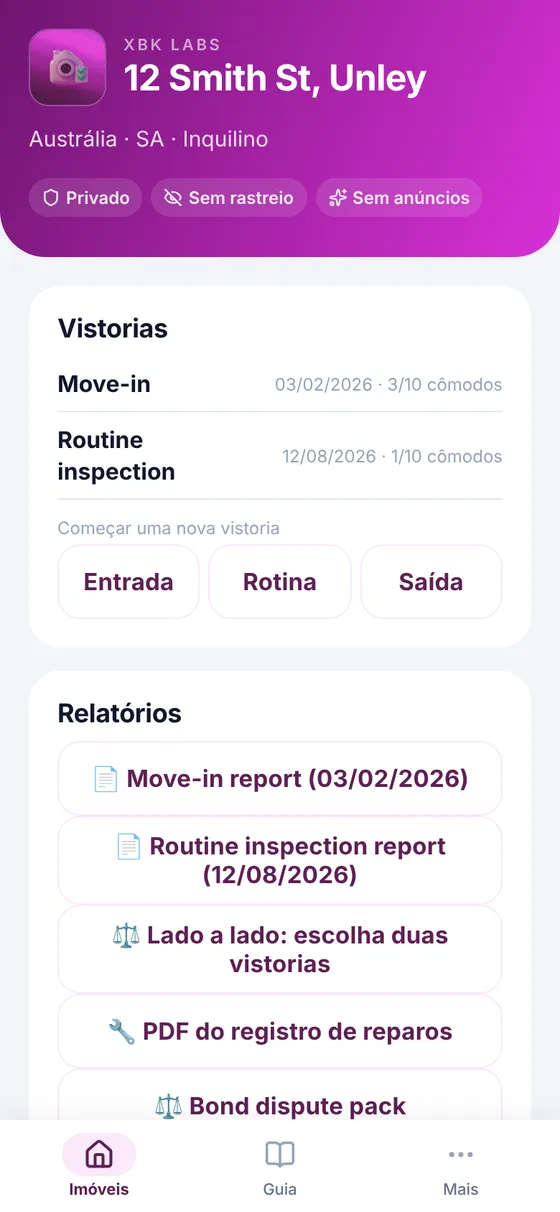 XBK LABS
12 Smith St, Unley
Austrália · SA · Inquilino
Privado
Sem rastreio
Sem anúncios
Vistorias
Move-in
03/02/2026 · 3/10 cômodos
Routine
inspection
12/08/2026 · 1/10 cômodos
Começar uma nova vistoria
Entrada
Rotina
Saída
Relatórios
Move-in report (03/02/2026)
Routine inspection report
(12/08/2026)
Lado a lado: escolha duas
vistorias
PDF do registro de reparos
Bond dispute pack
Imóveis
Guia
Mais